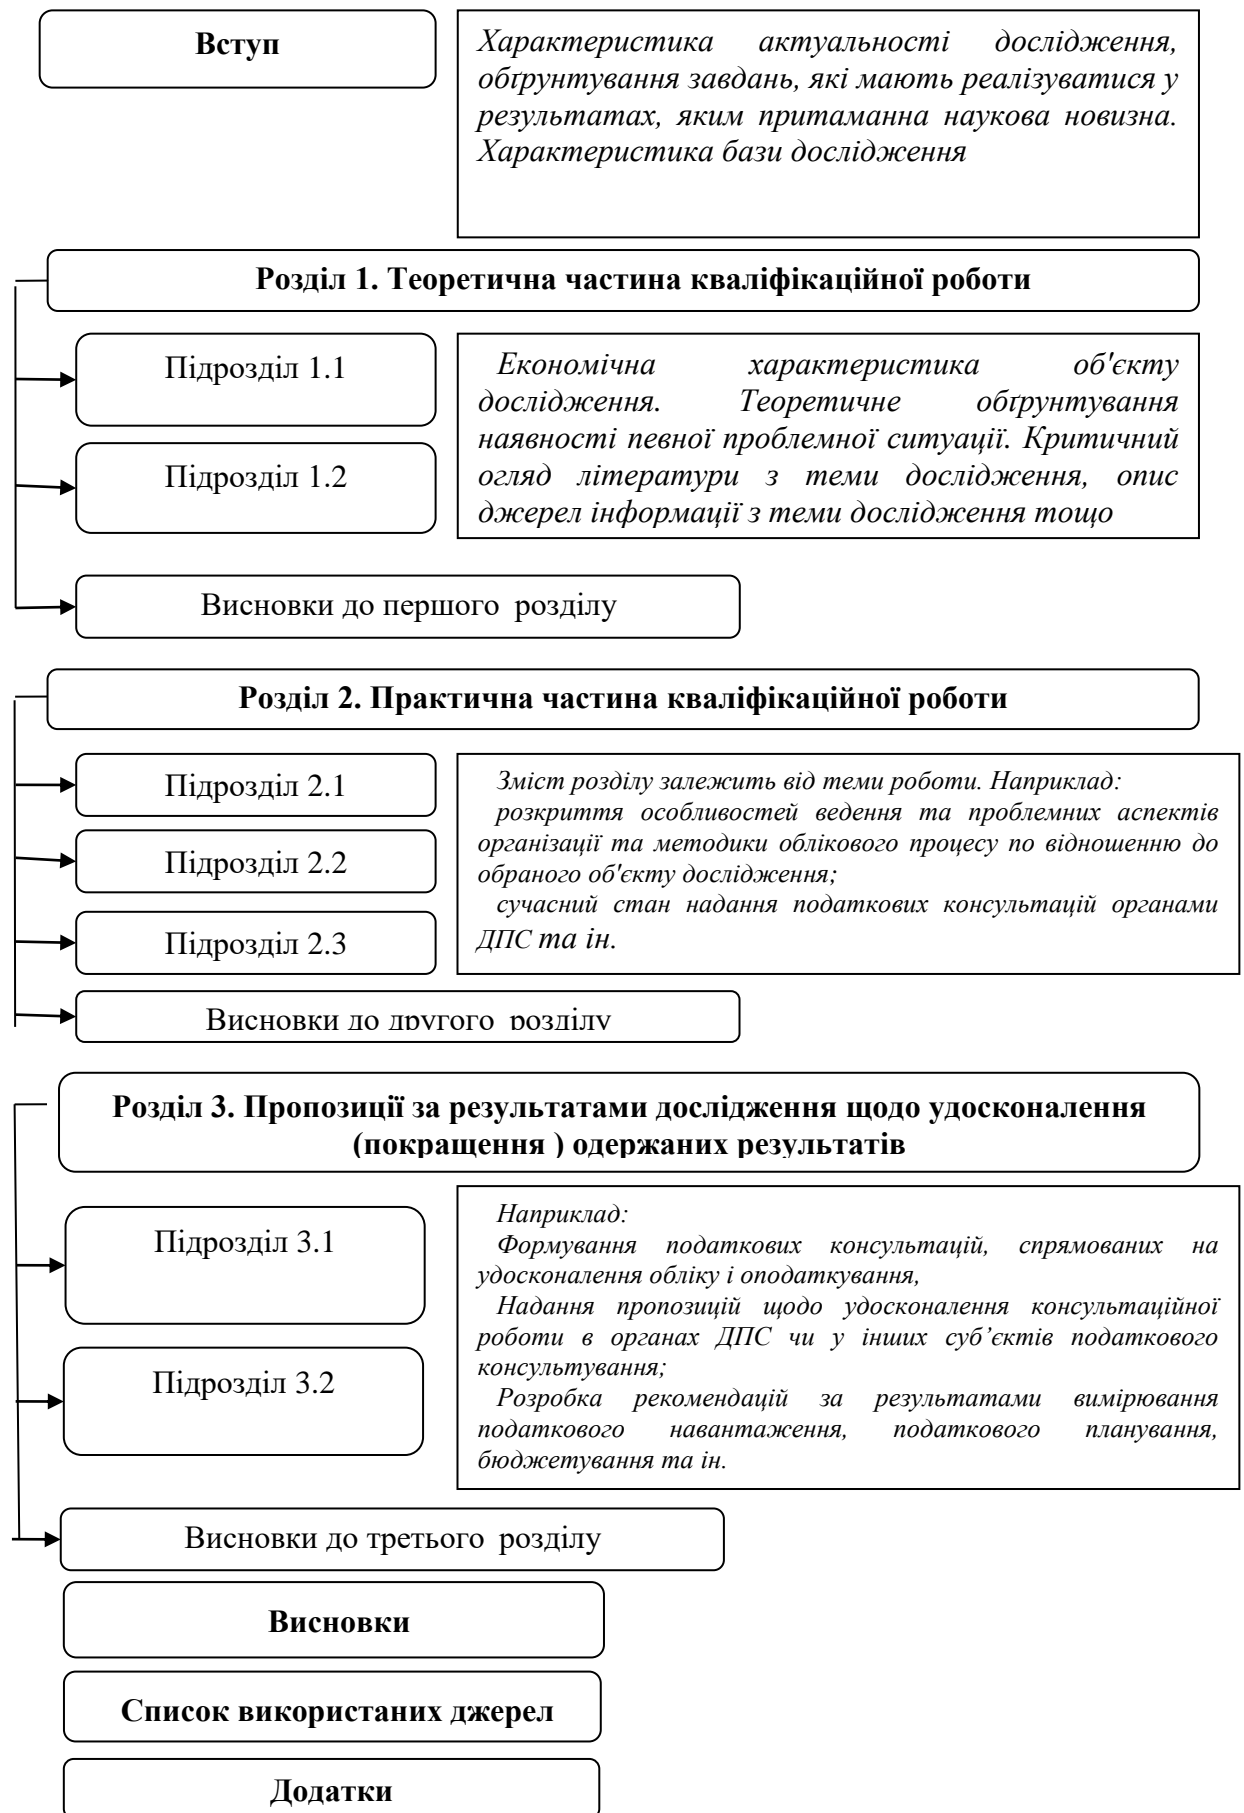 Вступ
Характеристика актуальності дослідження,
обґрунтування завдань, які мають реалізуватися у
результатах, яким притаманна наукова новизна.
Характеристика бази дослідження
Розділ 1. Теоретична частина кваліфікаційної роботи
Підрозділ 1.1
Підрозділ 1.2
Економічна характеристика об'єкту
дослідження. Теоретичне обґрунтування
наявності певної проблемної ситуації. Критичний
огляд літератури з теми дослідження, опис
джерел інформації з теми дослідження тощо
Висновки до першого розділу
Розділ 2. Практична частина кваліфікаційної роботи
Підрозділ 2.1
Підрозділ 2.2
Підрозділ 2.3
Зміст розділу залежить від теми роботи. Наприклад:
розкриття особливостей ведення та проблемних аспектів
організації та методики облікового процесу по відношенню до
обраного об'єкту дослідження;
сучасний стан надання податкових консультацій органами
ДПС та ін.
Висновки до другого розділу
Розділ 3. Пропозиції за результатами дослідження щодо удосконалення
(покращення ) одержаних результатів
Підрозділ 3.1
Підрозділ 3.2
Наприклад:
Формування податкових консультацій, спрямованих на
удосконалення обліку і оподаткування,
Надання пропозицій щодо удосконалення консультаційної
роботи в органах ДПС чи у інших суб’єктів податкового
консультування;
Розробка рекомендацій за результатами вимірювання
податкового навантаження, податкового планування,
бюджетування та ін.
Висновки до третього розділу
Висновки
Список використаних джерел
Додатки